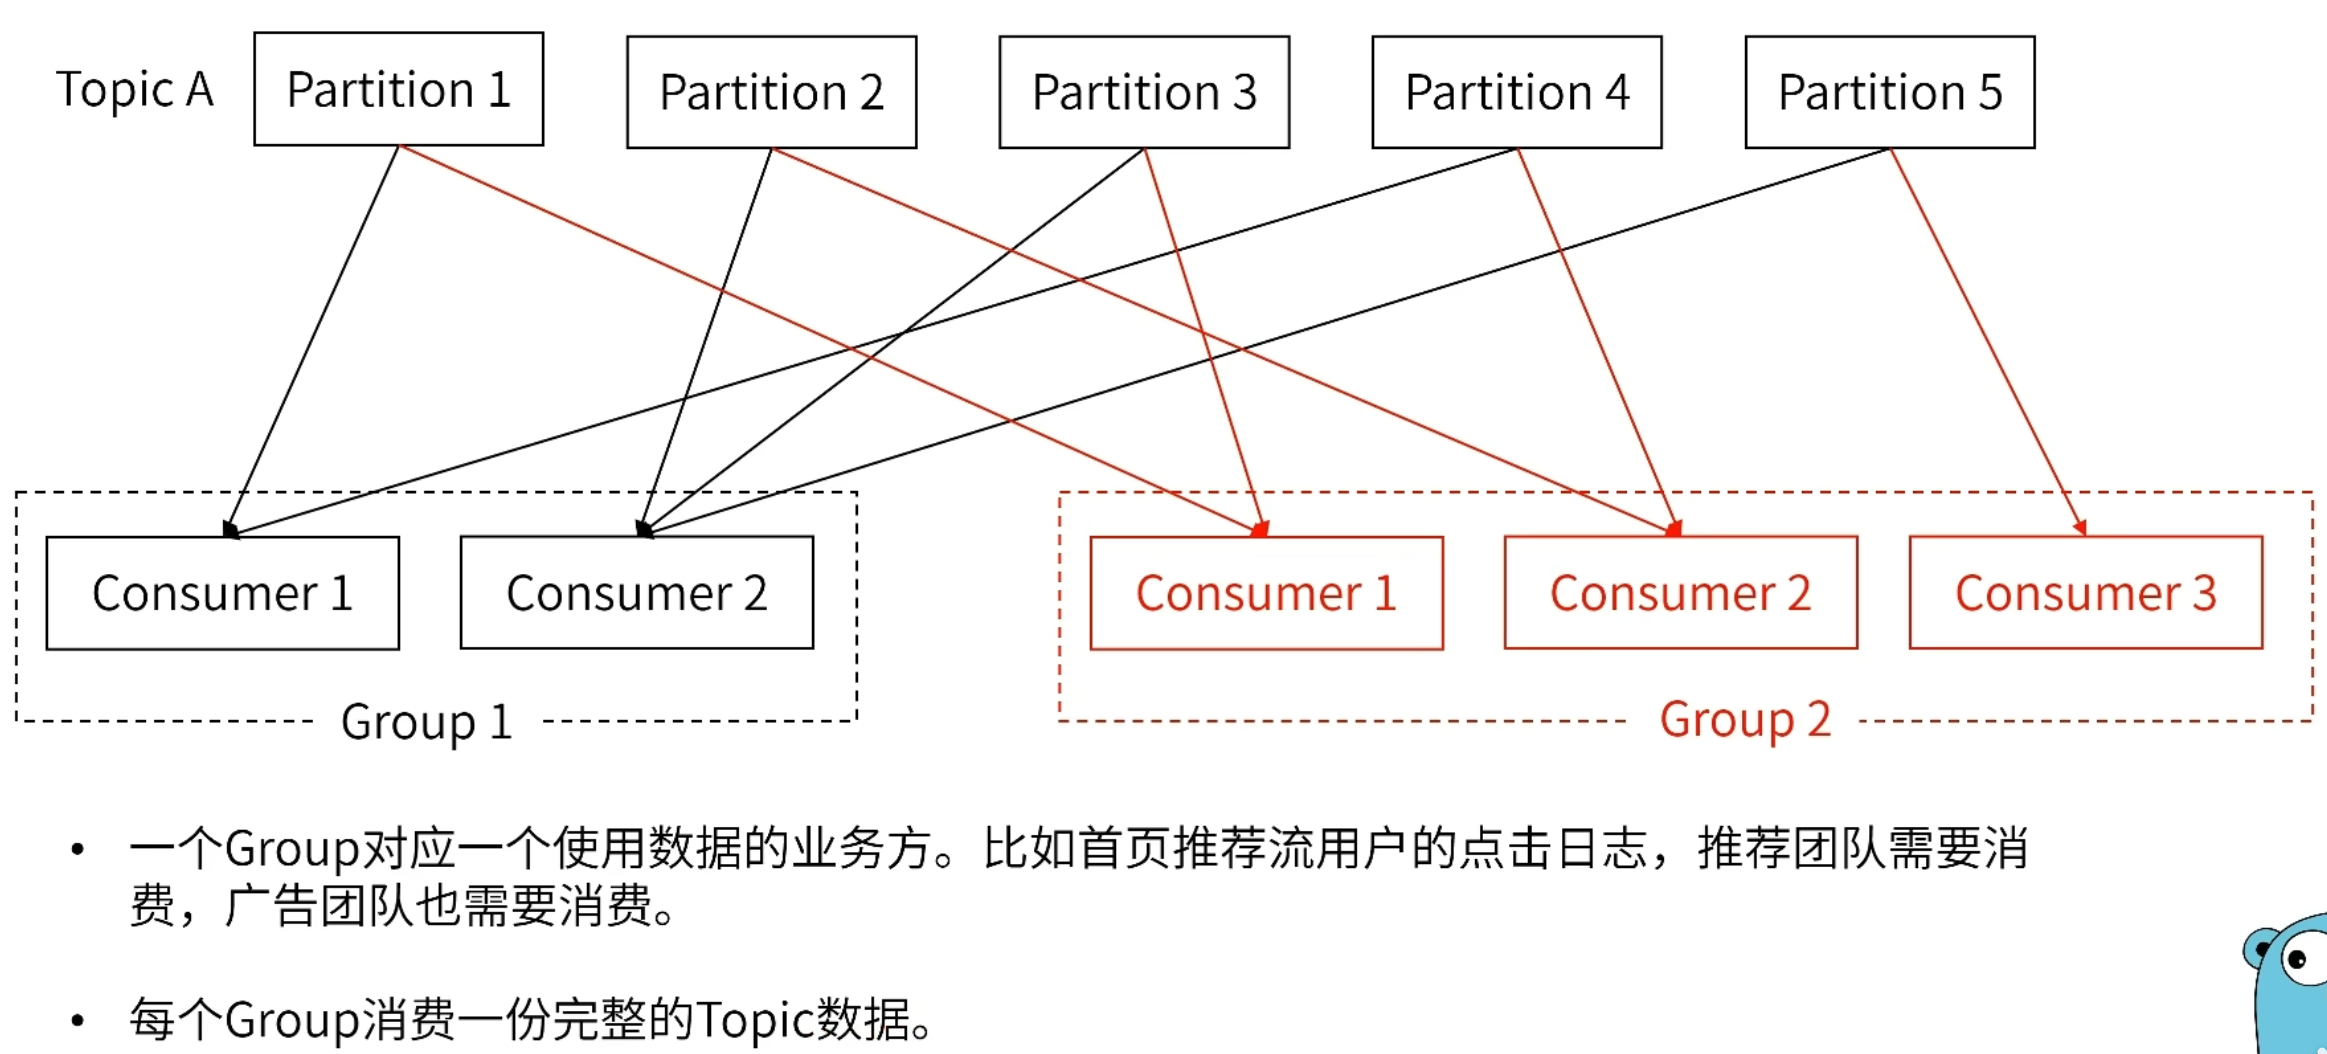 Topic A
Partition 1
Partition 2
Partition 3
Partition 4
Partition 5
Consumer 1
Consumer 2
Group 1
Consumer 1
Consumer 2
Consumer 3
Group 2
• 一个Group对应一个使用数据的业务方。比如首页推荐流用户的点击日志，推荐团队需要消
费，广告团队也需要消费。
• 每个Group消费一份完整的Topic数据。